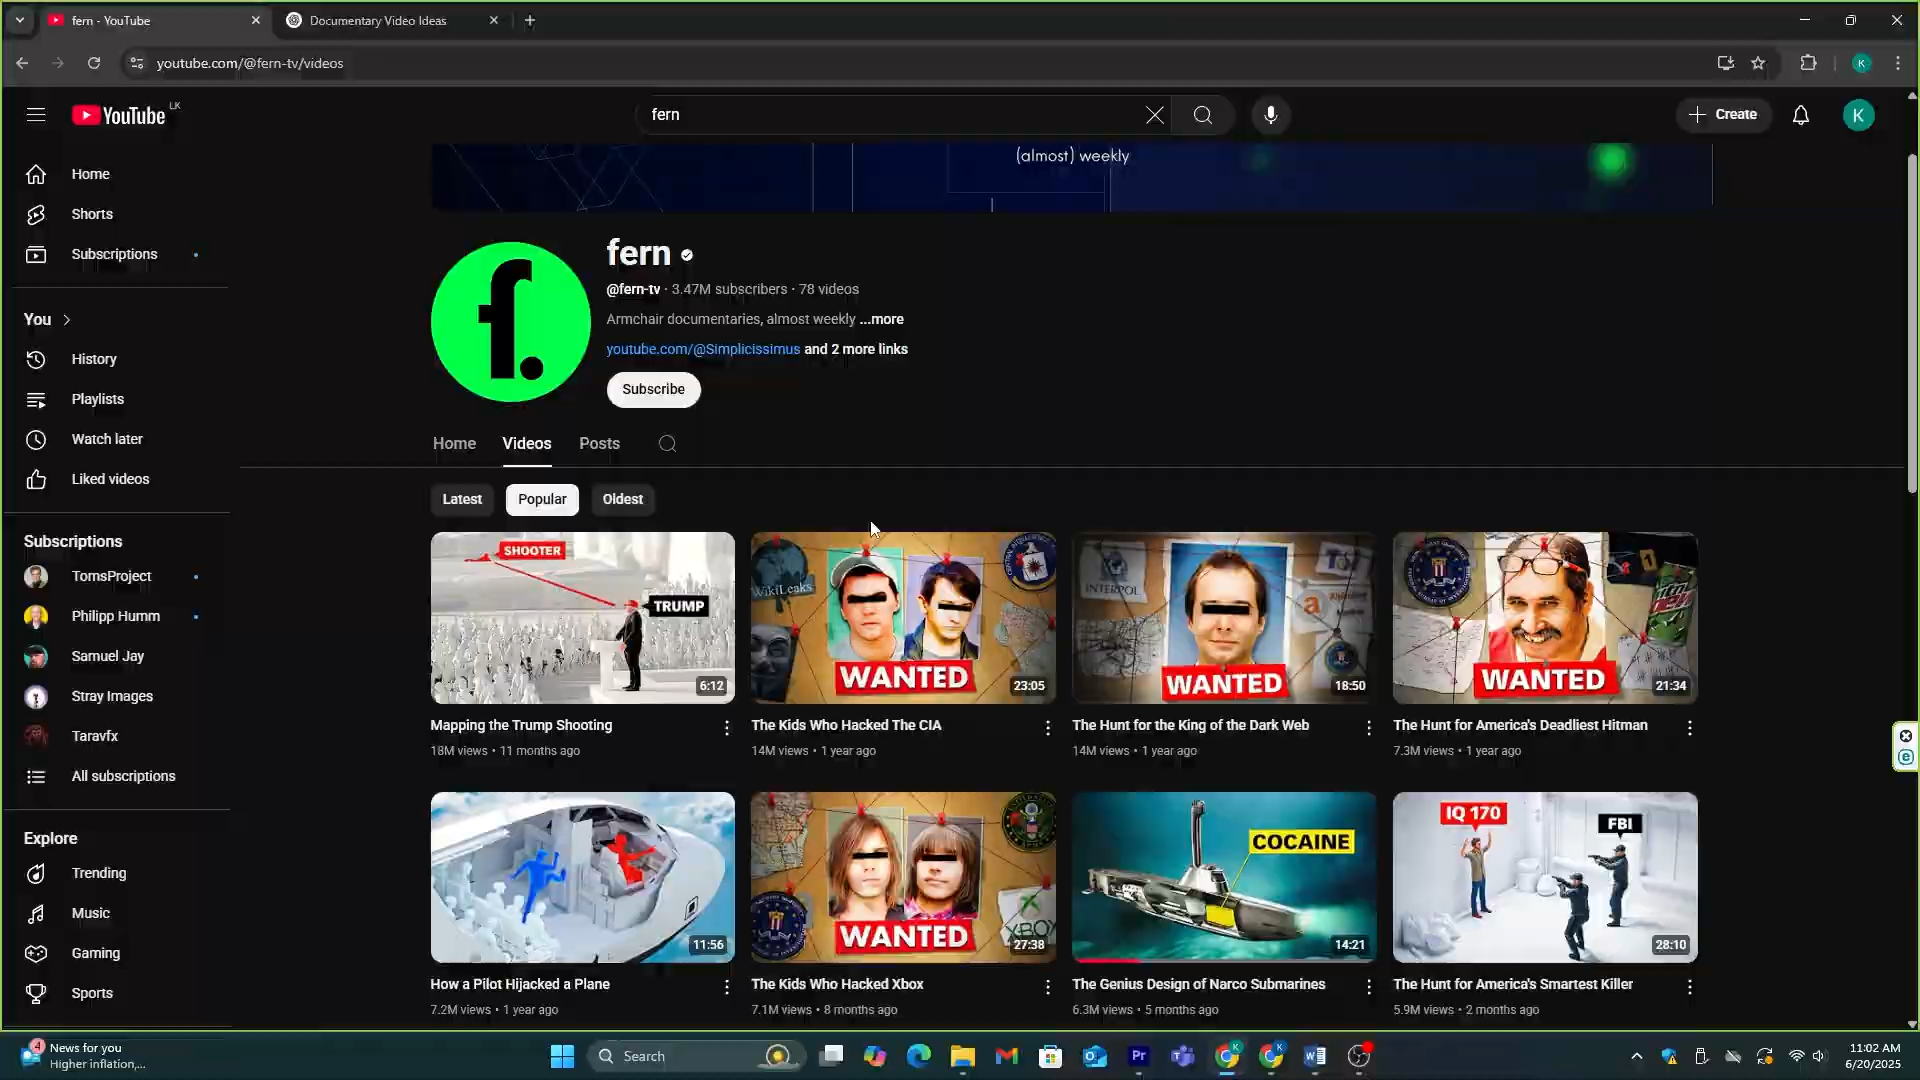 fern - YouTube
Documentary Video Ideas
youtube.com/@fern-tv/videos
YouTube LK
fern
Create
K
Home
Shorts
Subscriptions
You
History
Playlists
Watch later
Liked videos
Subscriptions
TomsProject
Philipp Humm
Samuel Jay
Stray Images
Taravfx
All subscriptions
Explore
Trending
Music
Gaming
Sports
(almost) weekly
f.
fern
@fern-tv · 3.47M subscribers · 78 videos
Armchair documentaries, almost weekly ...more
youtube.com/@Simplicissimus and 2 more links
Subscribe
Home Videos Posts
Latest Popular Oldest
SHOOTER
TRUMP
6:12
Mapping the Trump Shooting
18M views • 11 months ago
WikiLeaks
WANTED
23:05
The Kids Who Hacked The CIA
14M views • 1 year ago
INTERPOL
WANTED
18:50
The Hunt for the King of the Dark Web
14M views • 1 year ago
WANTED
21:34
The Hunt for America's Deadliest Hitman
7.3M views • 1 year ago
11:56
How a Pilot Hijacked a Plane
7.2M views • 1 year ago
WANTED
XBOX
27:38
The Kids Who Hacked Xbox
7.1M views • 8 months ago
COCAINE
14:21
The Genius Design of Narco Submarines
6.3M views • 5 months ago
IQ 170
FBI
28:10
The Hunt for America's Smartest Killer
5.9M views • 2 months ago
4
News for you
Higher inflation,...
Search
Pr
11:02 AM
6/20/2025